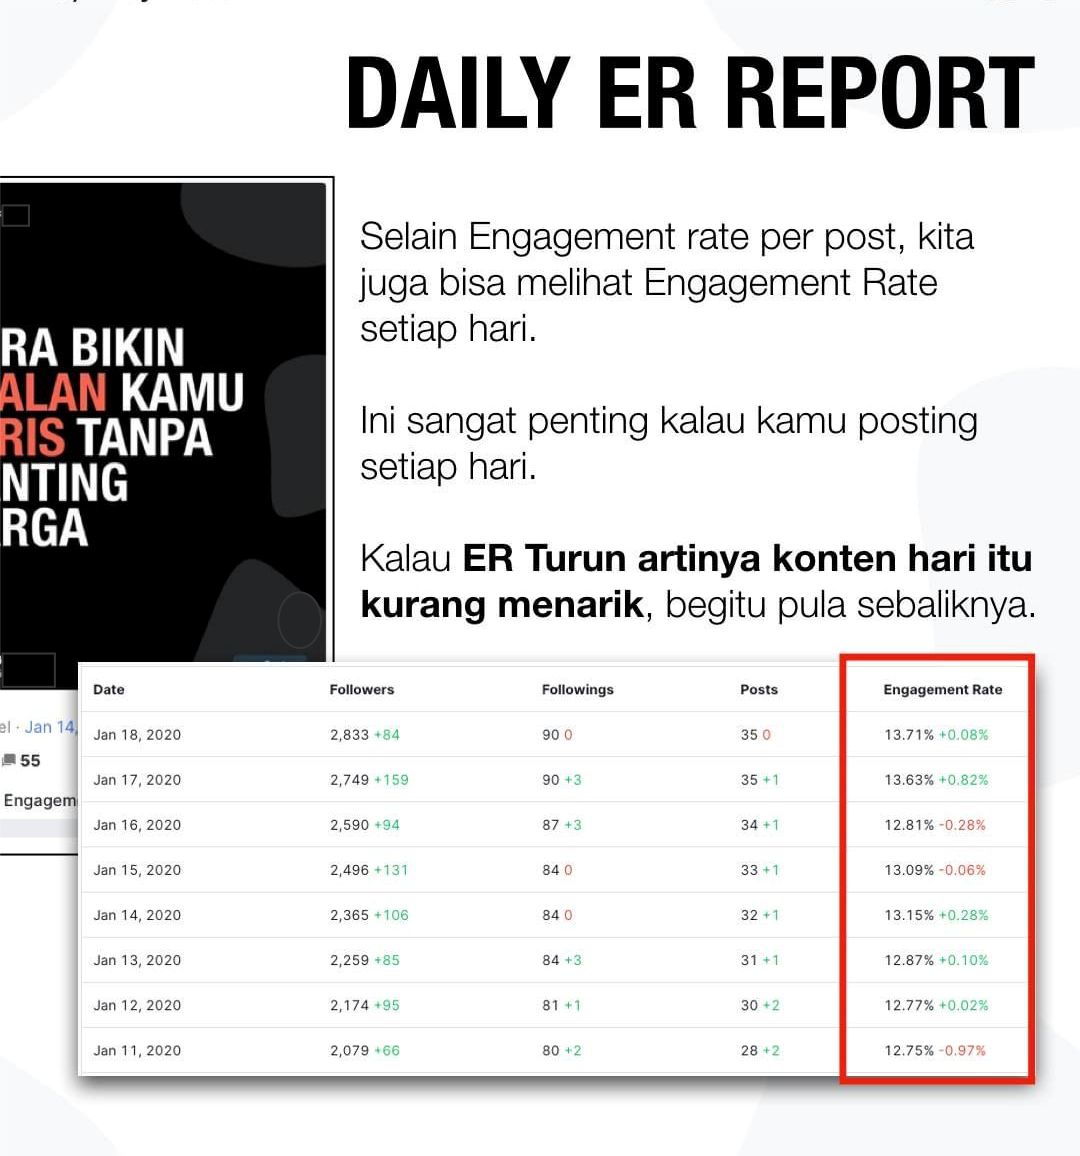 DAILY ER REPORT
RA BIKIN
ALAN KAMU
RIS TANPA
NTING
RGA
Selain Engagement rate per post, kita
juga bisa melihat Engagement Rate
setiap hari.
Ini sangat penting kalau kamu posting
setiap hari.
Kalau ER Turun artinya konten hari itu
kurang menarik, begitu pula sebaliknya.
el · Jan 14,
55
Engagem
Date Followers Followings Posts Engagement Rate
Jan 18, 2020 2,833 +84 90 0 35 0 13.71% +0.08%
Jan 17, 2020 2,749 +159 90 +3 35 +1 13.63% +0.82%
Jan 16, 2020 2,590 +94 87 +3 34 +1 12.81% -0.28%
Jan 15, 2020 2,496 +131 84 0 33 +1 13.09% -0.06%
Jan 14, 2020 2,365 +106 84 0 32 +1 13.15% +0.28%
Jan 13, 2020 2,259 +85 84 +3 31 +1 12.87% +0.10%
Jan 12, 2020 2,174 +95 81 +1 30 +2 12.77% +0.02%
Jan 11, 2020 2,079 +66 80 +2 28 +2 12.75% -0.97%